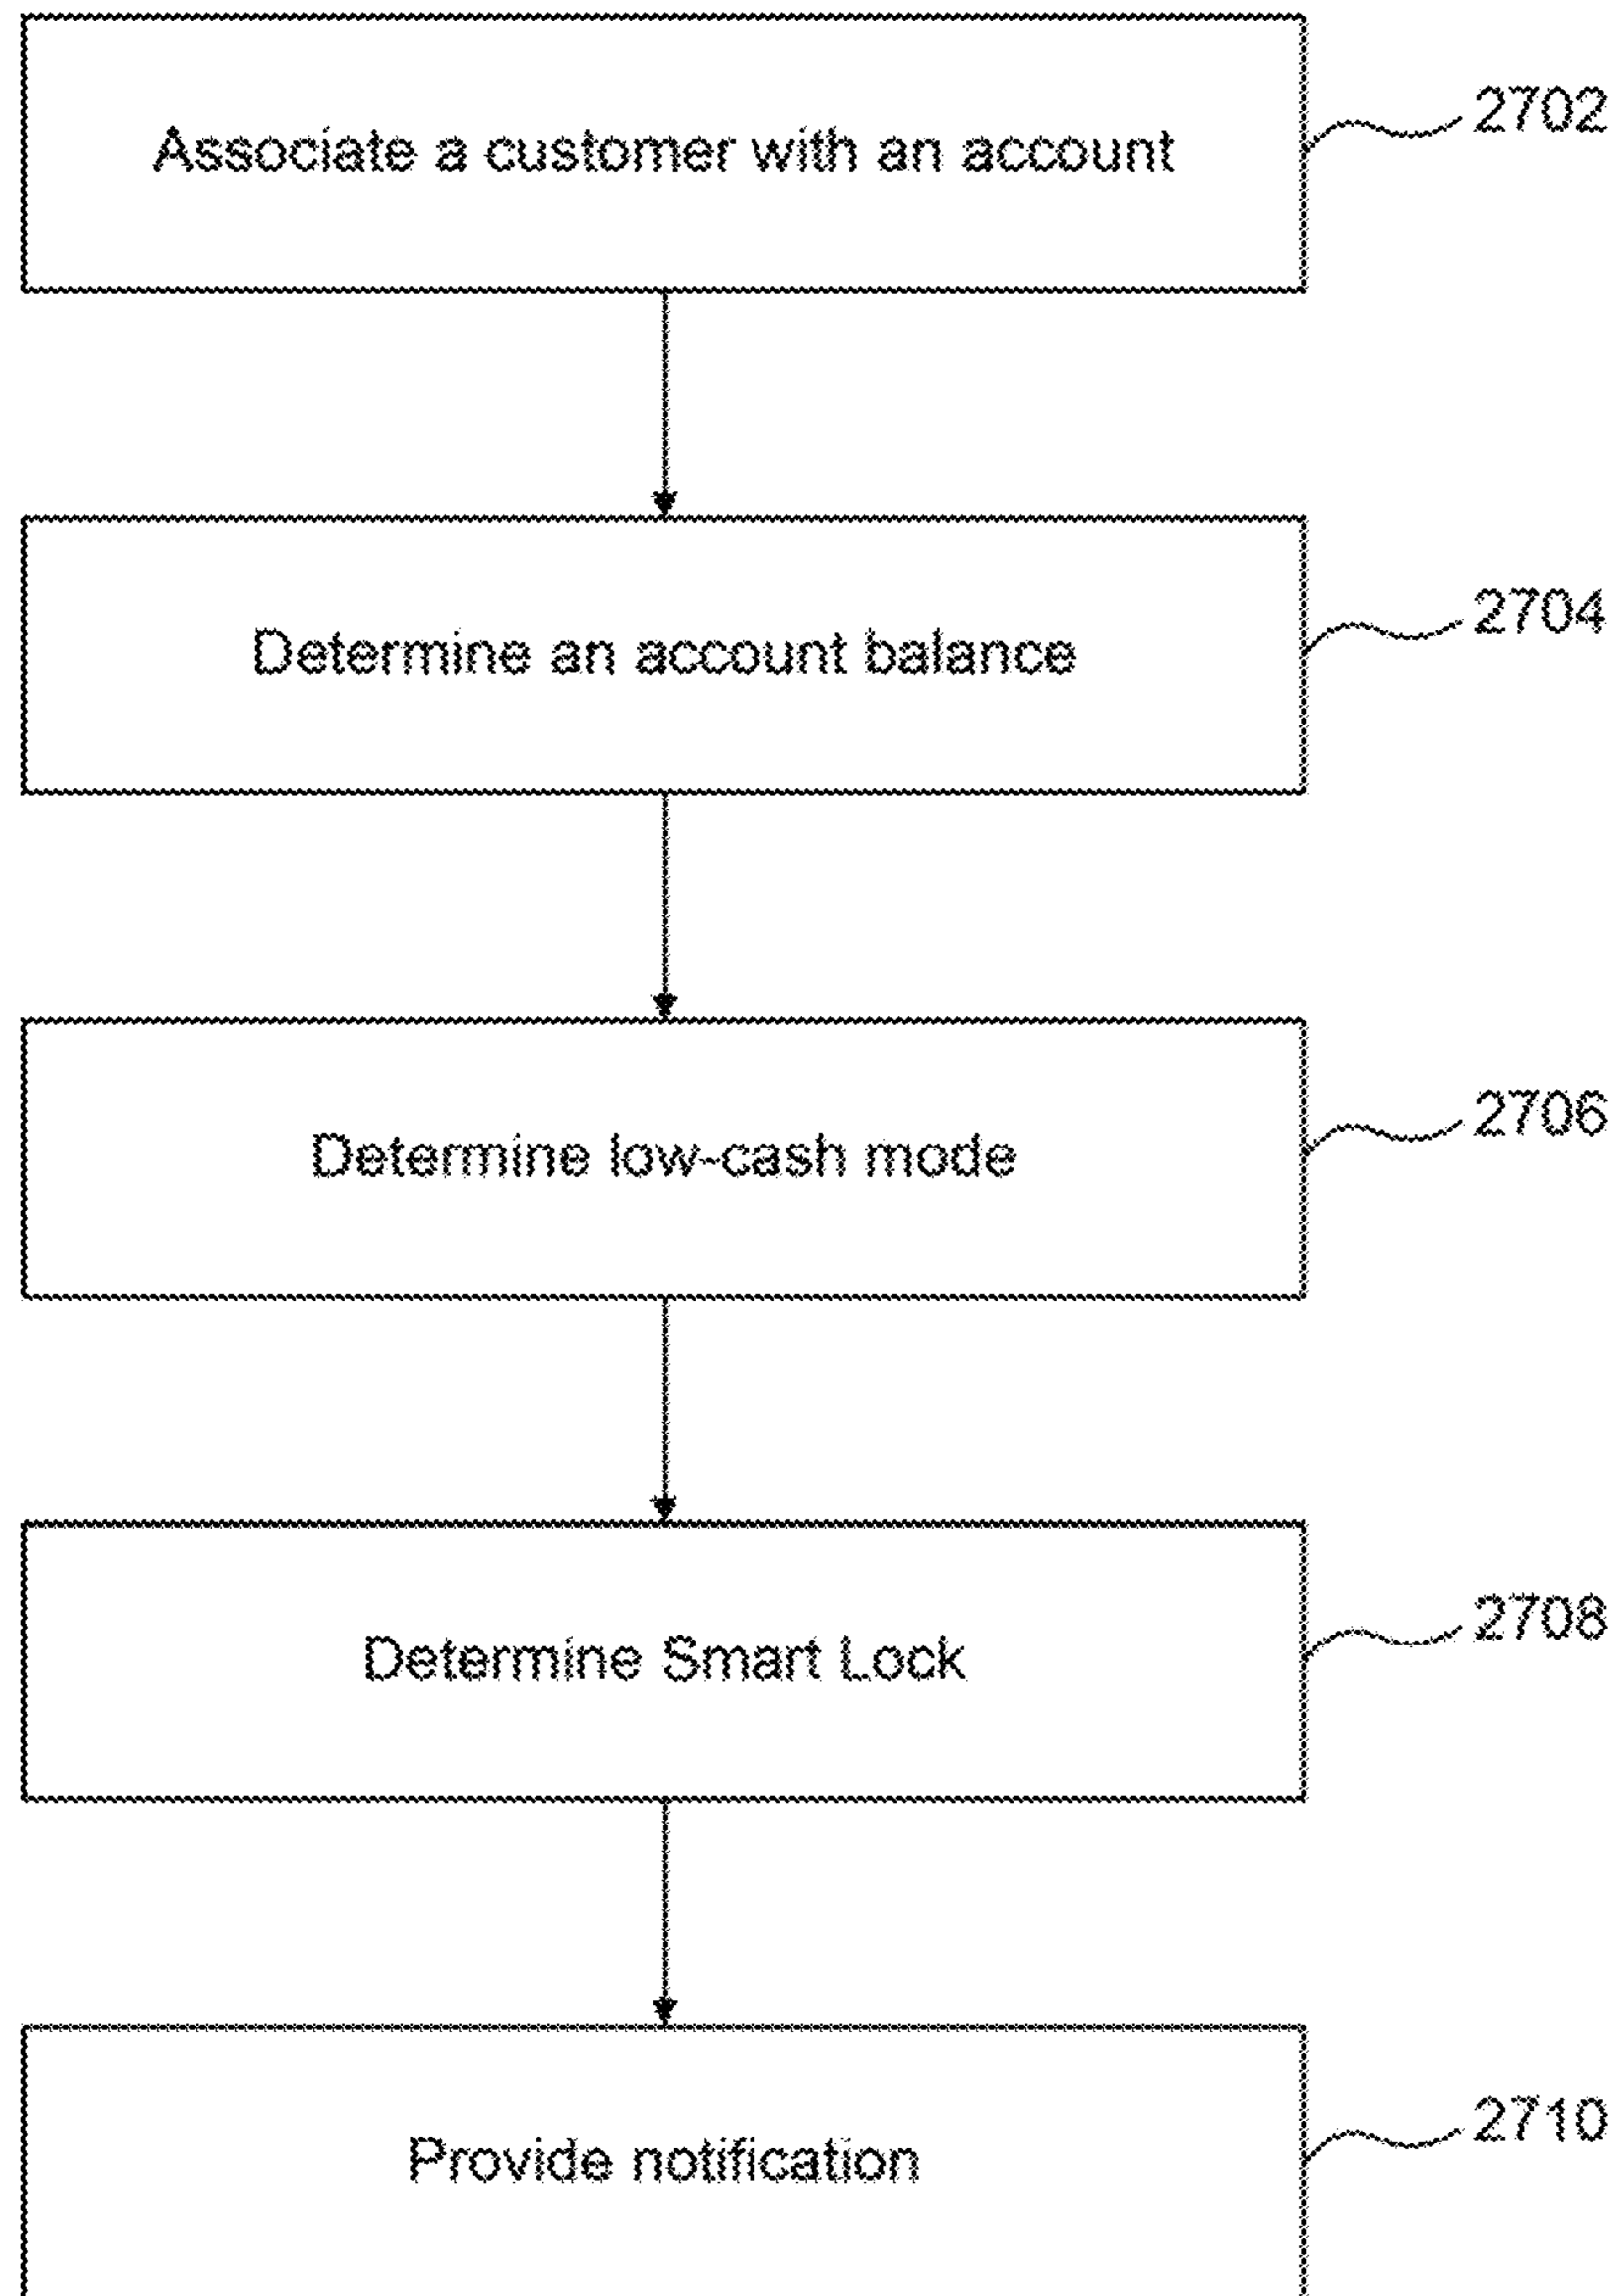 Associate a customer with an account
2702
Determine an account balance
2704
Determine low-cash mode
2706
Determine Smart Lock
2708
Provide notification
2710